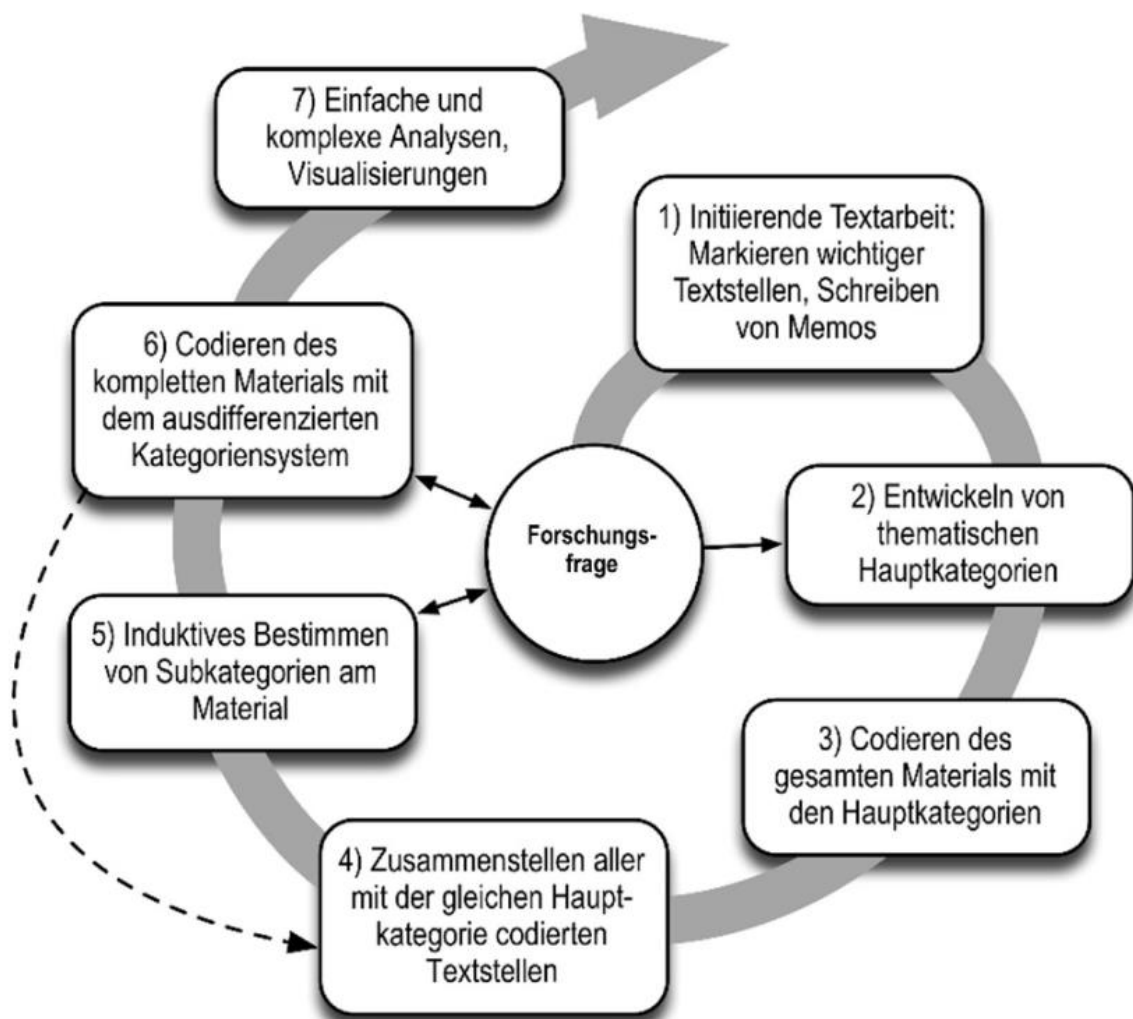 7) Einfache und
komplexe Analysen,
Visualisierungen
1) Initiierende Textarbeit:
Markieren wichtiger
Textstellen, Schreiben
von Memos
6) Codieren des
kompletten Materials mit
dem ausdifferenzierten
Kategoriensystem
Forschungs-
frage
2) Entwickeln von
thematischen
Hauptkategorien
5) Induktives Bestimmen
von Subkategorien am
Material
3) Codieren des
gesamten Materials mit
den Hauptkategorien
4) Zusammenstellen aller
mit der gleichen Haupt-
kategorie codierten
Textstellen